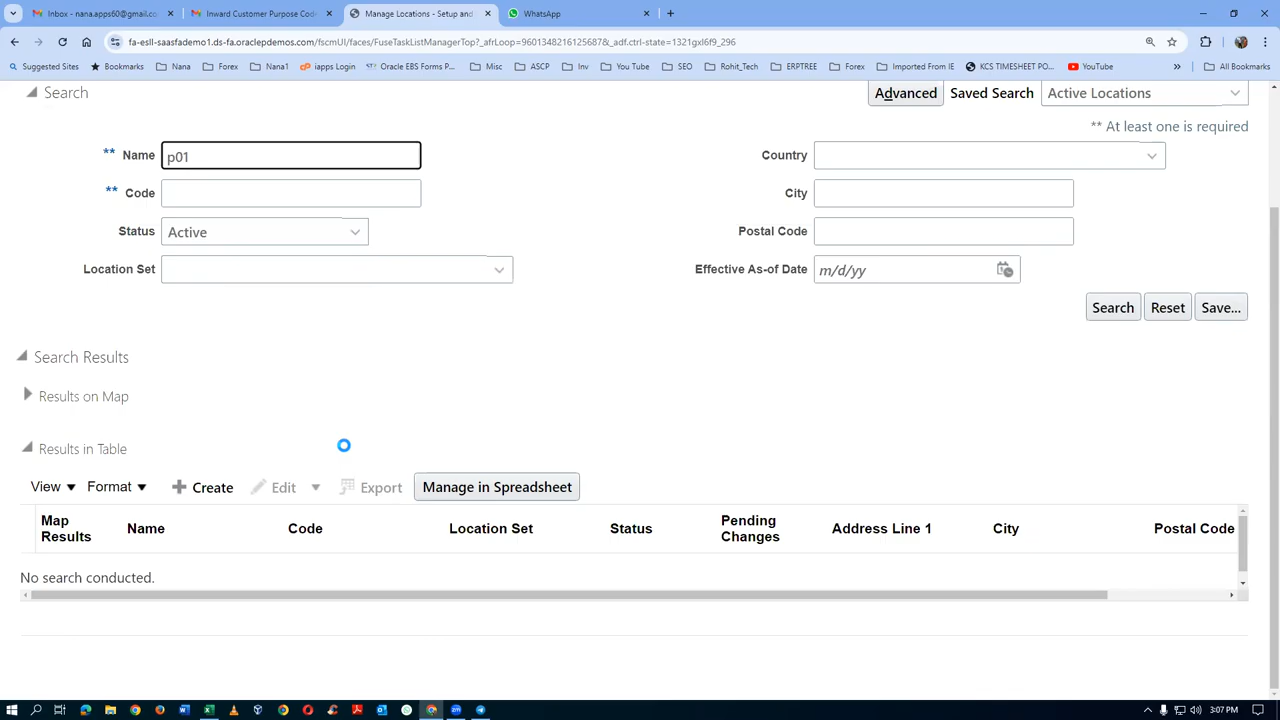 Inbox - nana.apps60@gmail.co
Inward Customer Purpose Code
Manage Locations - Setup and
WhatsApp
fa-esll-saasfademo1.ds-fa.oraclepdemos.com/fscmUI/faces/FuseTaskListManagerTop?_afrLoop=96013482161256878&_adf.ctrl-state=1321gxl6f9_296
Suggested Sites Bookmarks Nana Forex Nana1 iapps Login Oracle EBS Forms P... Misc ASCP Inv You Tube SEO Rohit_Tech ERPTREE Forex Imported From IE KCS TIMESHEET PO... YouTube » All Bookmarks
Search Advanced Saved Search Active Locations
** At least one is required
** Name p01 Country
** Code City
Status Active Postal Code
Location Set Effective As-of Date m/d/yy
Search Reset Save...
Search Results
Results on Map
Results in Table
View Format Create Edit Export Manage in Spreadsheet
Map Results Name Code Location Set Status Pending Changes Address Line 1 City Postal Code
No search conducted.
3:07 PM